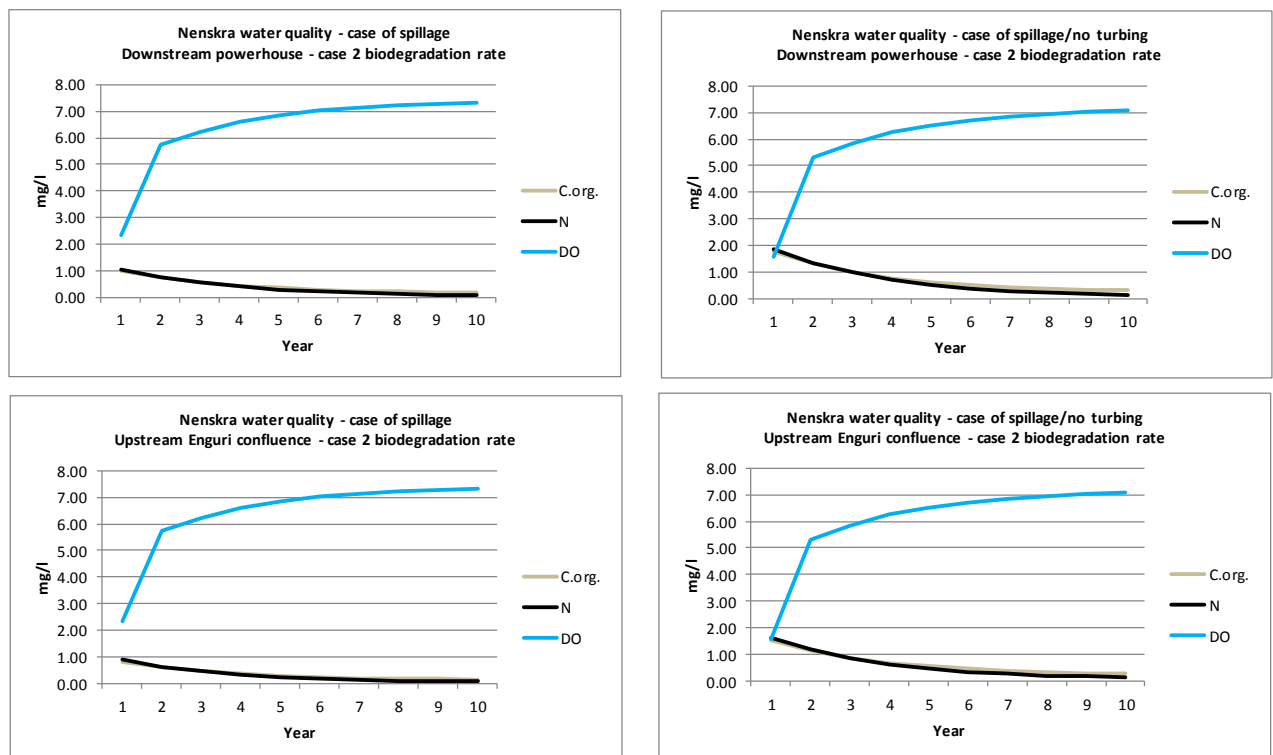 Nenskra water quality - case of spillage
Downstream powerhouse - case 2 biodegradation rate
8.00
7.00
6.00
5.00
4.00
3.00
2.00
1.00
0.00
mg/l
1 2 3 4 5 6 7 8 9 10
Year
C.org.
N
DO
Nenskra water quality - case of spillage/no turbing
Downstream powerhouse - case 2 biodegradation rate
8.00
7.00
6.00
5.00
4.00
3.00
2.00
1.00
0.00
mg/l
1 2 3 4 5 6 7 8 9 10
Year
C.org.
N
DO
Nenskra water quality - case of spillage
Upstream Enguri confluence - case 2 biodegradation rate
8.00
7.00
6.00
5.00
4.00
3.00
2.00
1.00
0.00
mg/l
1 2 3 4 5 6 7 8 9 10
Year
C.org.
N
DO
Nenskra water quality - case of spillage/no turbing
Upstream Enguri confluence - case 2 biodegradation rate
8.00
7.00
6.00
5.00
4.00
3.00
2.00
1.00
0.00
mg/l
1 2 3 4 5 6 7 8 9 10
Year
C.org.
N
DO